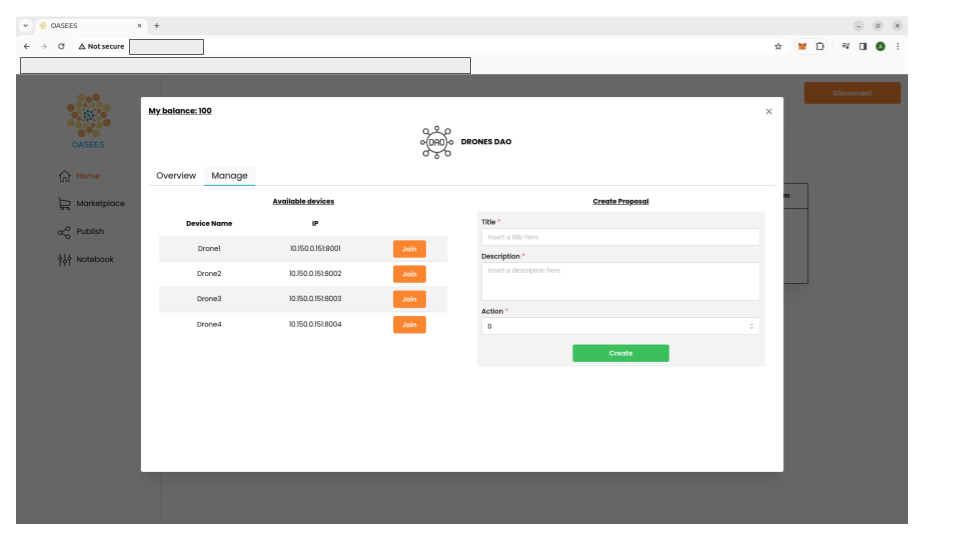 OASEES
Not secure
Disconnect
OASEES
Home
Marketplace
Publish
Notebook
My balance: 100
DAO
DRONES DAO
Overview Manage
Available devices
Device Name IP
Drone1 10.150.0.151:8001 Join
Drone2 10.150.0.151:8002 Join
Drone3 10.150.0.151:8003 Join
Drone4 10.150.0.151:8004 Join
Create Proposal
Title *
Insert a title here.
Description *
Insert a description here.
Action *
0
Create